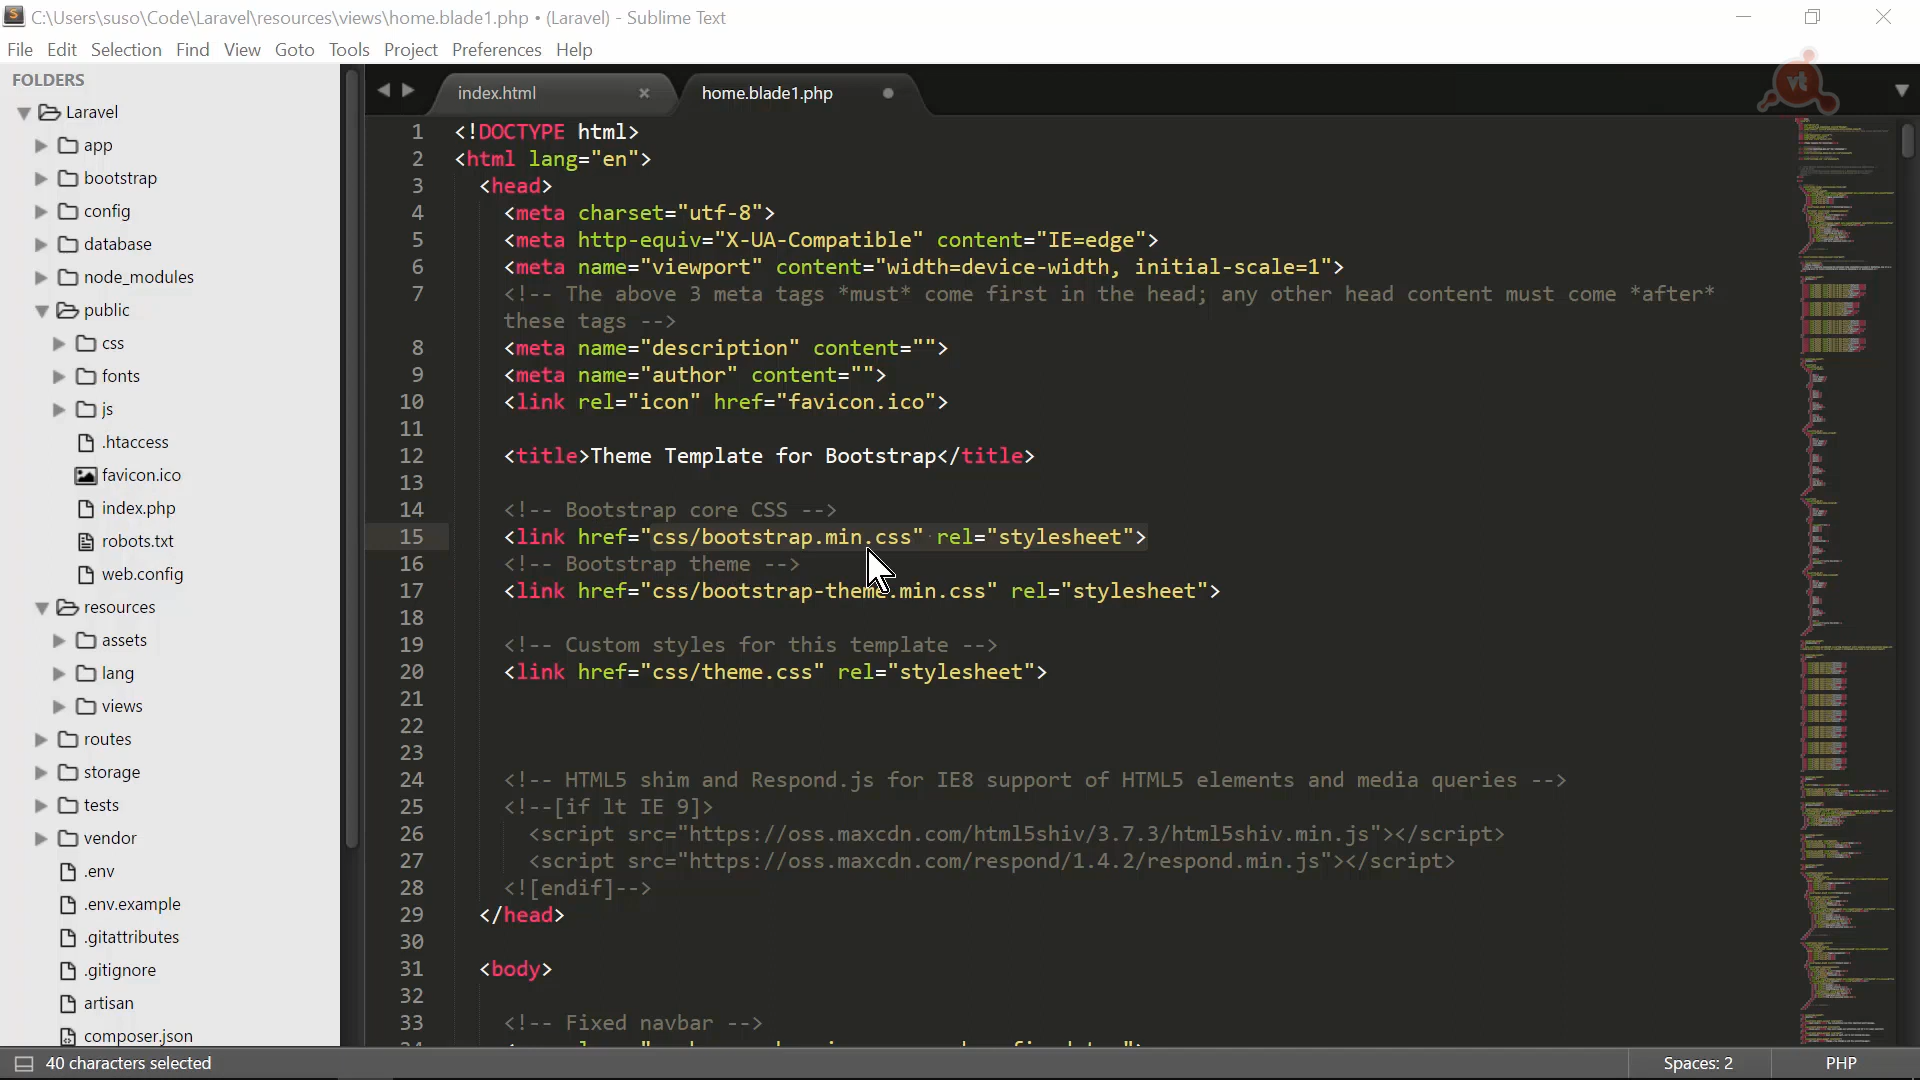 C:\Users\suso\Code\Laravel\resources\views\home.blade1.php • (Laravel) - Sublime Text
File Edit Selection Find View Goto Tools Project Preferences Help
FOLDERS
Laravel
app
bootstrap
config
database
node_modules
public
css
fonts
js
.htaccess
favicon.ico
index.php
robots.txt
web.config
resources
assets
lang
views
routes
storage
tests
vendor
.env
.env.example
.gitattributes
.gitignore
artisan
composer.json
index.html
home.blade1.php
vt
1 <!DOCTYPE html>
2 <html lang="en">
3 <head>
4 <meta charset="utf-8">
5 <meta http-equiv="X-UA-Compatible" content="IE=edge">
6 <meta name="viewport" content="width=device-width, initial-scale=1">
7 <!-- The above 3 meta tags *must* come first in the head; any other head content must come *after*
these tags -->
8 <meta name="description" content="">
9 <meta name="author" content="">
10 <link rel="icon" href="favicon.ico">
11
12 <title>Theme Template for Bootstrap</title>
13
14 <!-- Bootstrap core CSS -->
15 <link href="css/bootstrap.min.css" rel="stylesheet">
16 <!-- Bootstrap theme -->
17 <link href="css/bootstrap-theme.min.css" rel="stylesheet">
18
19 <!-- Custom styles for this template -->
20 <link href="css/theme.css" rel="stylesheet">
21
22
23
24 <!-- HTML5 shim and Respond.js for IE8 support of HTML5 elements and media queries -->
25 <!--[if lt IE 9]>
26 <script src="https://oss.maxcdn.com/html5shiv/3.7.3/html5shiv.min.js"></script>
27 <script src="https://oss.maxcdn.com/respond/1.4.2/respond.min.js"></script>
28 <![endif]-->
29 </head>
30
31 <body>
32
33 <!-- Fixed navbar -->
40 characters selected
Spaces: 2
PHP